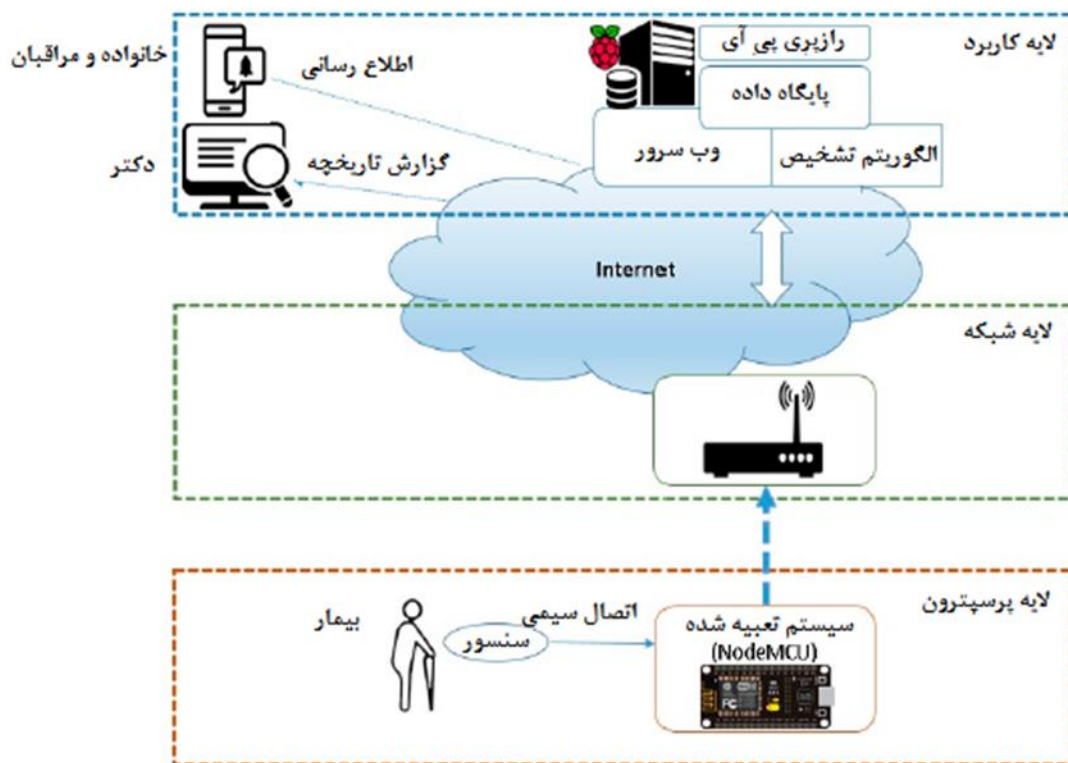 لایه کاربرد
رازبری پی آی
پایگاه داده
وب سرور
الگوریتم تشخیص
خانواده و مراقبان
اطلاع رسانی
دکتر
گزارش تاریخچه
Internet
لایه شبکه
لایه پرسپترون
بیمار
سنسور
اتصال سیمی
سیستم تعبیه شده
(NodeMCU)